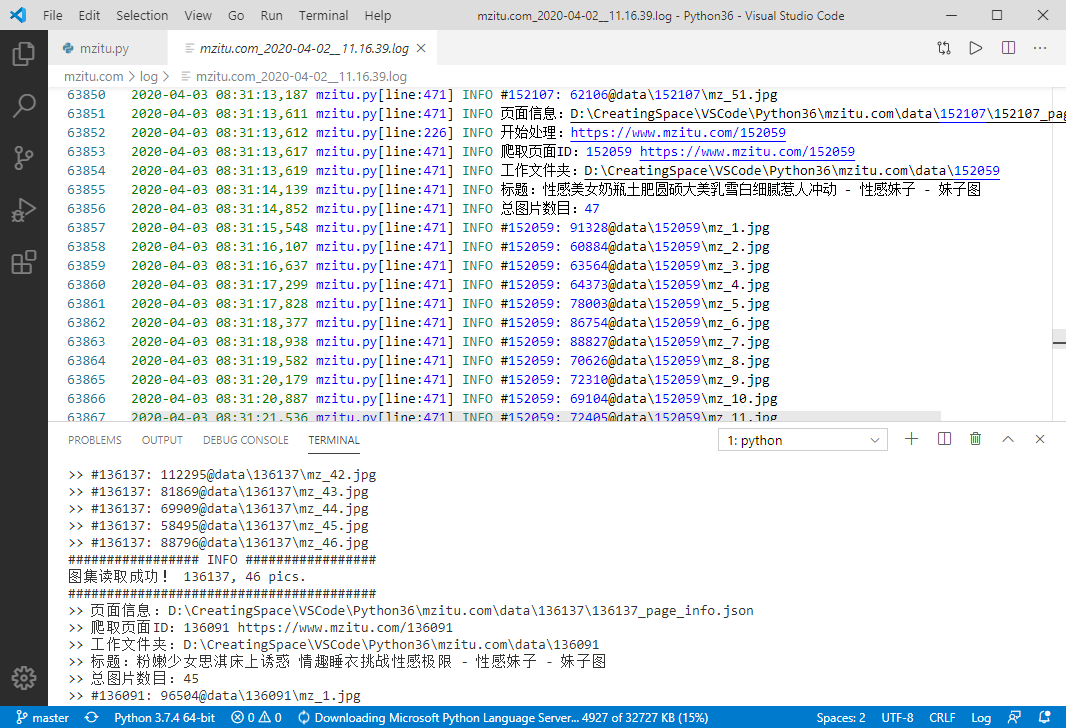 File Edit Selection View Go Run Terminal Help mzitu.com_2020-04-02__11.16.39.log - Python36 - Visual Studio Code
mzitu.py mzitu.com_2020-04-02__11.16.39.log
mzitu.com > log > mzitu.com_2020-04-02__11.16.39.log
63850 2020-04-03 08:31:13,187 mzitu.py[line:471] INFO #152107: 62106@data\152107\mz_51.jpg
63851 2020-04-03 08:31:13,611 mzitu.py[line:471] INFO 页面信息：D:\CreatingSpace\VSCode\Python36\mzitu.com\data\152107\152107_pag
63852 2020-04-03 08:31:13,612 mzitu.py[line:226] INFO 开始处理：https://www.mzitu.com/152059
63853 2020-04-03 08:31:13,617 mzitu.py[line:471] INFO 爬取页面ID：152059 https://www.mzitu.com/152059
63854 2020-04-03 08:31:13,619 mzitu.py[line:471] INFO 工作文件夹：D:\CreatingSpace\VSCode\Python36\mzitu.com\data\152059
63855 2020-04-03 08:31:14,139 mzitu.py[line:471] INFO 标题：性感美女奶瓶土肥圆硕大美乳雪白细腻惹人冲动 - 性感妹子 - 妹子图
63856 2020-04-03 08:31:14,852 mzitu.py[line:471] INFO 总图片数目：47
63857 2020-04-03 08:31:15,548 mzitu.py[line:471] INFO #152059: 91328@data\152059\mz_1.jpg
63858 2020-04-03 08:31:16,107 mzitu.py[line:471] INFO #152059: 60884@data\152059\mz_2.jpg
63859 2020-04-03 08:31:16,637 mzitu.py[line:471] INFO #152059: 63564@data\152059\mz_3.jpg
63860 2020-04-03 08:31:17,299 mzitu.py[line:471] INFO #152059: 64373@data\152059\mz_4.jpg
63861 2020-04-03 08:31:17,828 mzitu.py[line:471] INFO #152059: 78003@data\152059\mz_5.jpg
63862 2020-04-03 08:31:18,377 mzitu.py[line:471] INFO #152059: 86754@data\152059\mz_6.jpg
63863 2020-04-03 08:31:18,938 mzitu.py[line:471] INFO #152059: 88827@data\152059\mz_7.jpg
63864 2020-04-03 08:31:19,582 mzitu.py[line:471] INFO #152059: 70626@data\152059\mz_8.jpg
63865 2020-04-03 08:31:20,179 mzitu.py[line:471] INFO #152059: 72310@data\152059\mz_9.jpg
63866 2020-04-03 08:31:20,887 mzitu.py[line:471] INFO #152059: 69104@data\152059\mz_10.jpg
63867 2020-04-03 08:31:21,536 mzitu.py[line:471] INFO #152059: 72405@data\152059\mz_11.jpg
PROBLEMS OUTPUT DEBUG CONSOLE TERMINAL 1: python
>> #136137: 112295@data\136137\mz_42.jpg
>> #136137: 81869@data\136137\mz_43.jpg
>> #136137: 69909@data\136137\mz_44.jpg
>> #136137: 58495@data\136137\mz_45.jpg
>> #136137: 88796@data\136137\mz_46.jpg
################# INFO #################
图集读取成功！ 136137, 46 pics.
########################################
>> 页面信息：D:\CreatingSpace\VSCode\Python36\mzitu.com\data\136137\136137_page_info.json
>> 爬取页面ID：136091 https://www.mzitu.com/136091
>> 工作文件夹：D:\CreatingSpace\VSCode\Python36\mzitu.com\data\136091
>> 标题：粉嫩少女思淇床上诱惑 情趣睡衣挑战性感极限 - 性感妹子 - 妹子图
>> 总图片数目：45
>> #136091: 96504@data\136091\mz_1.jpg
master Python 3.7.4 64-bit 0 0 Downloading Microsoft Python Language Server... 4927 of 32727 KB (15%) Spaces: 2 UTF-8 CRLF Log